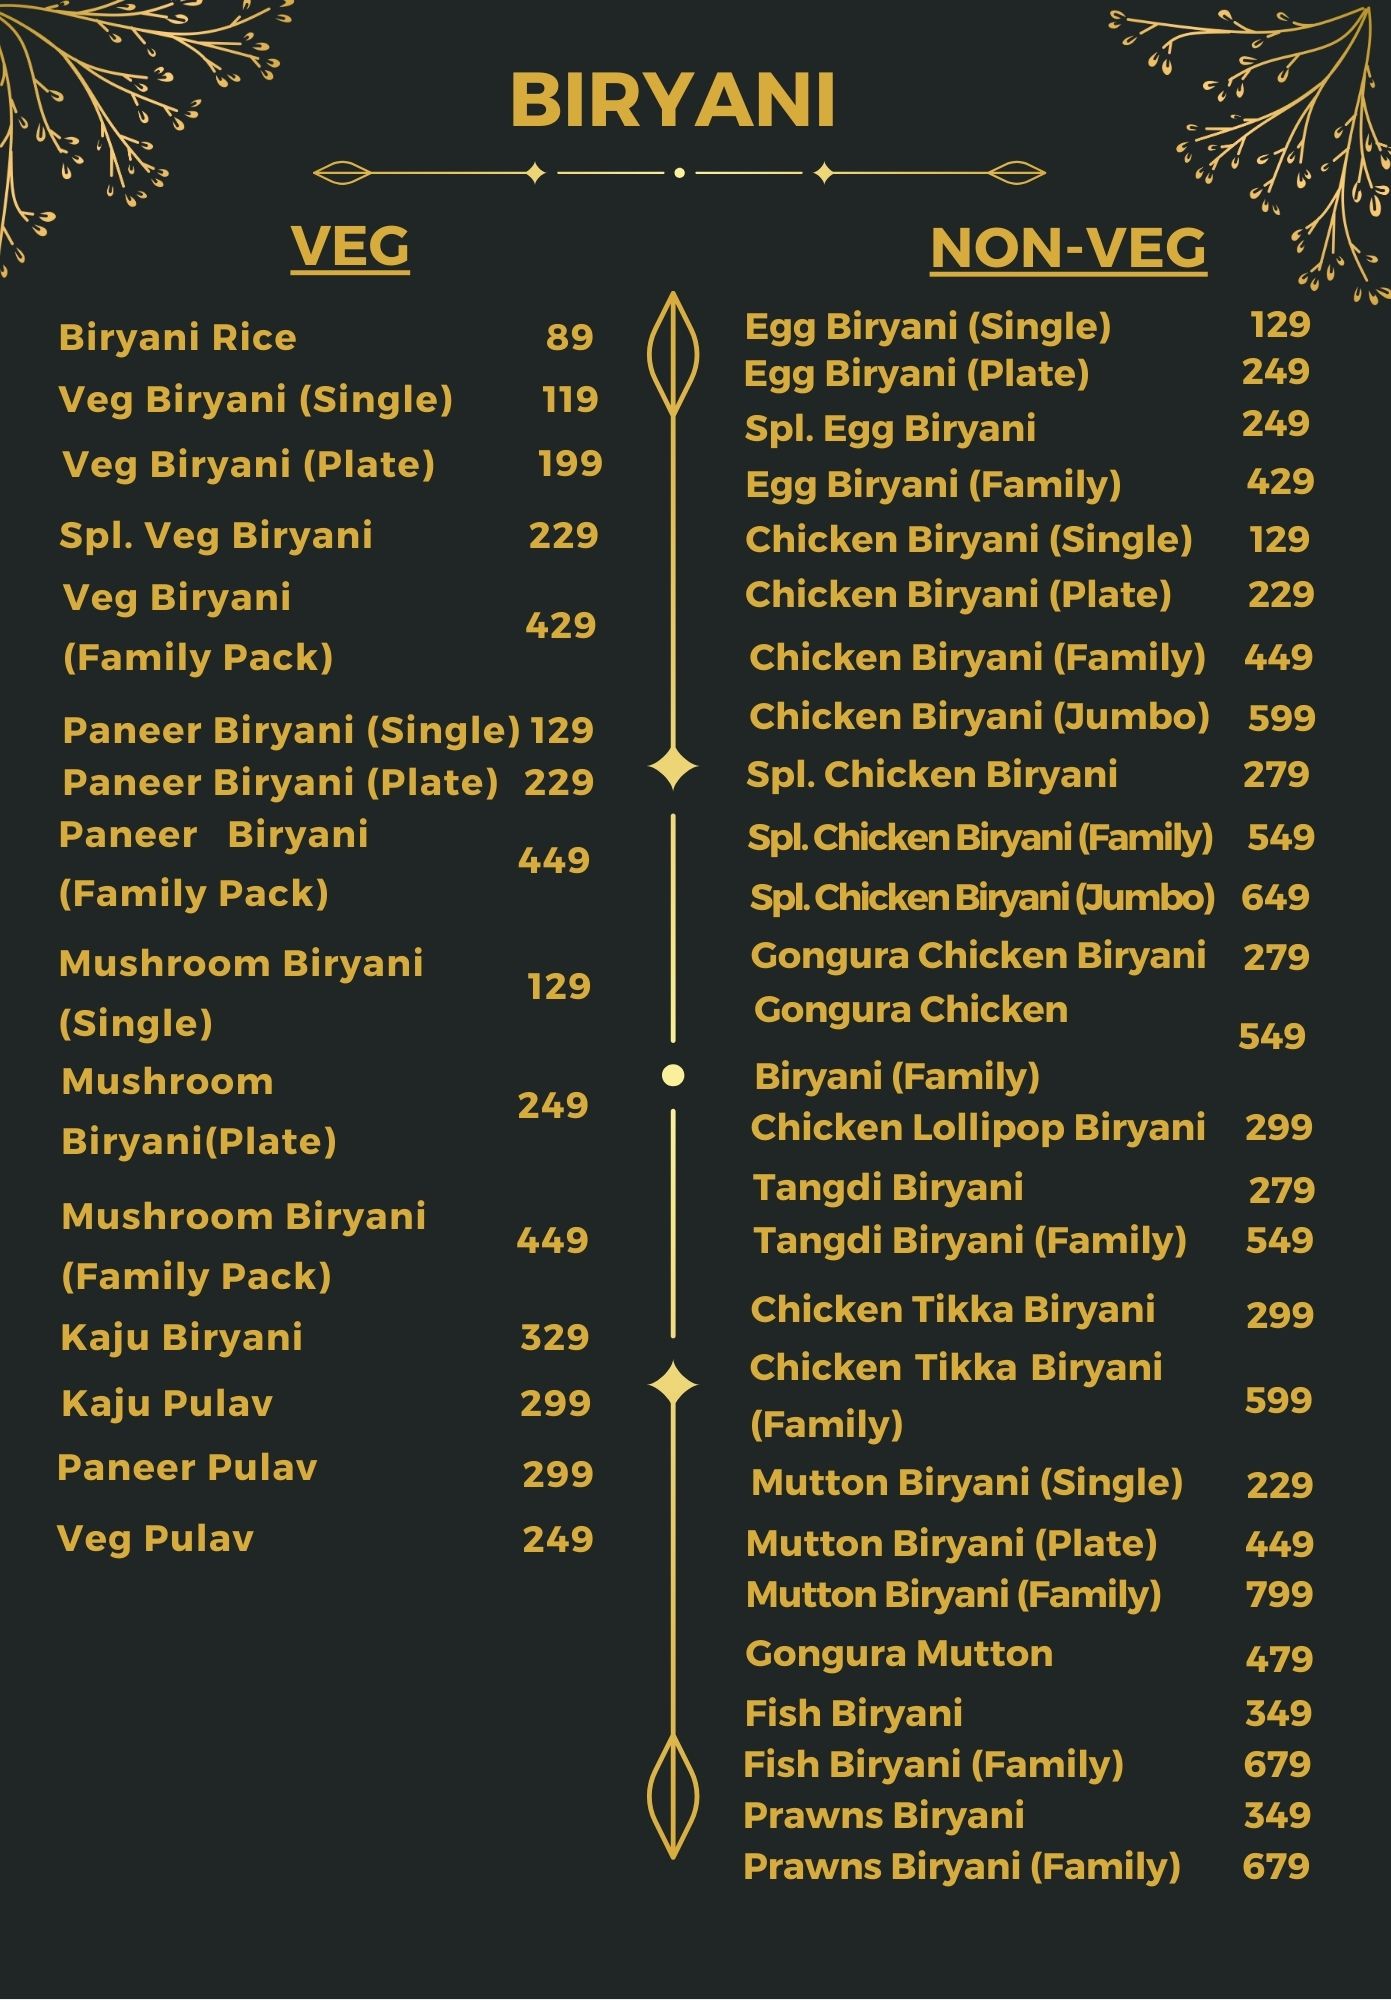 BIRYANI
VEG
Biryani Rice 89
Veg Biryani (Single) 119
Veg Biryani (Plate) 199
Spl. Veg Biryani 229
Veg Biryani
429
(Family Pack)
Paneer Biryani (Single) 129
Paneer Biryani (Plate) 229
Paneer Biryani
449
(Family Pack)
Mushroom Biryani
129
(Single)
Mushroom
249
Biryani(Plate)
Mushroom Biryani
449
(Family Pack)
Kaju Biryani 329
Kaju Pulav 299
Paneer Pulav 299
Veg Pulav 249
NON-VEG
Egg Biryani (Single) 129
Egg Biryani (Plate) 249
Spl. Egg Biryani 249
Egg Biryani (Family) 429
Chicken Biryani (Single) 129
Chicken Biryani (Plate) 229
Chicken Biryani (Family) 449
Chicken Biryani (Jumbo) 599
Spl. Chicken Biryani 279
Spl. Chicken Biryani (Family) 549
Spl. Chicken Biryani (Jumbo) 649
Gongura Chicken Biryani 279
Gongura Chicken
549
Biryani (Family)
Chicken Lollipop Biryani 299
Tangdi Biryani 279
Tangdi Biryani (Family) 549
Chicken Tikka Biryani 299
Chicken Tikka Biryani
599
(Family)
Mutton Biryani (Single) 229
Mutton Biryani (Plate) 449
Mutton Biryani (Family) 799
Gongura Mutton 479
Fish Biryani 349
Fish Biryani (Family) 679
Prawns Biryani 349
Prawns Biryani (Family) 679